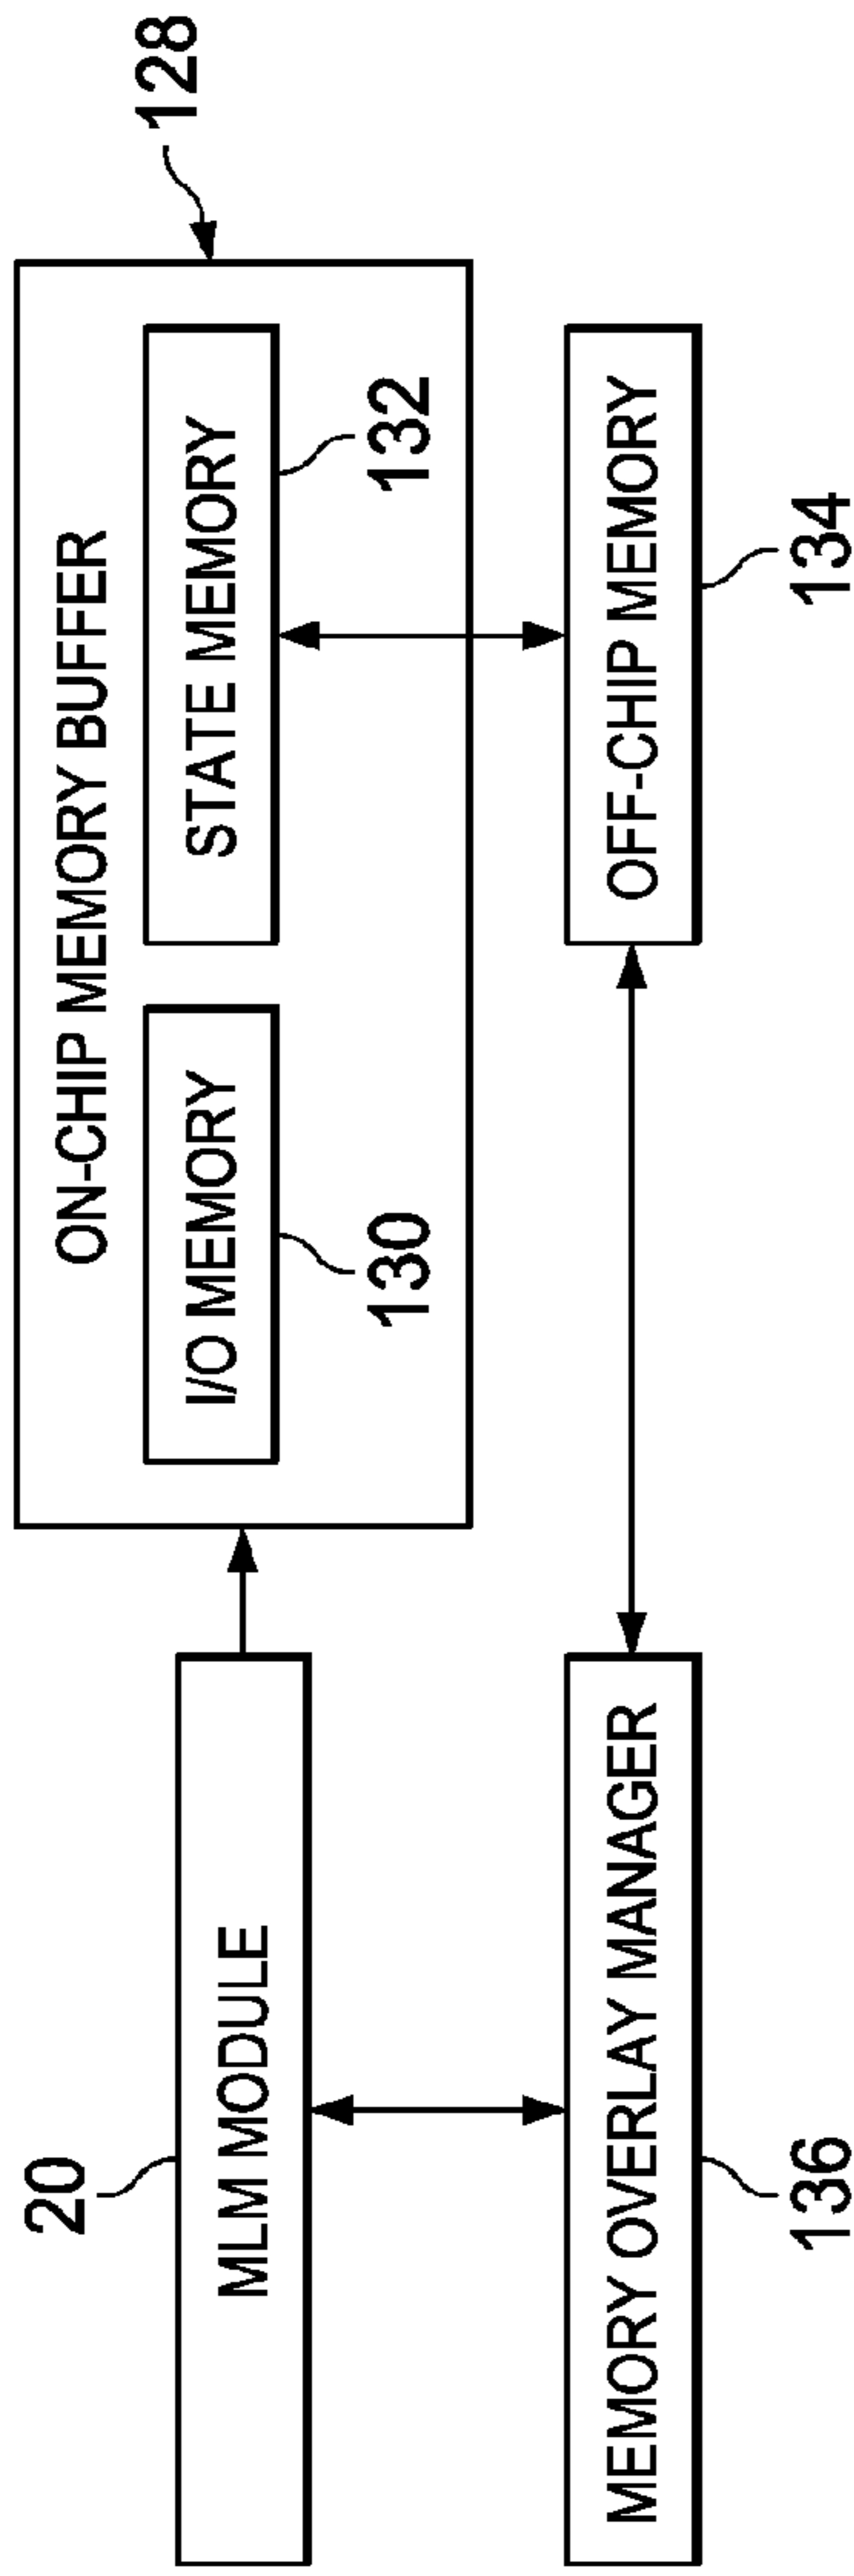 20
MLM MODULE
ON-CHIP MEMORY BUFFER
128
I/O MEMORY
STATE MEMORY
130
132
MEMORY OVERLAY MANAGER
OFF-CHIP MEMORY
136
134